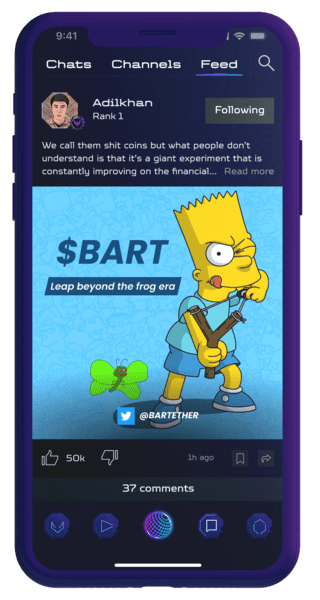 9:41
Chats Channels Feed
Adilkhan
Rank 1
Following
We call them shit coins but what people don't
understand is that it's a giant experiment that is
constantly improving on the financial... Read more
$BART
Leap beyond the frog era
@BARTETHER
50k
1h ago
37 comments